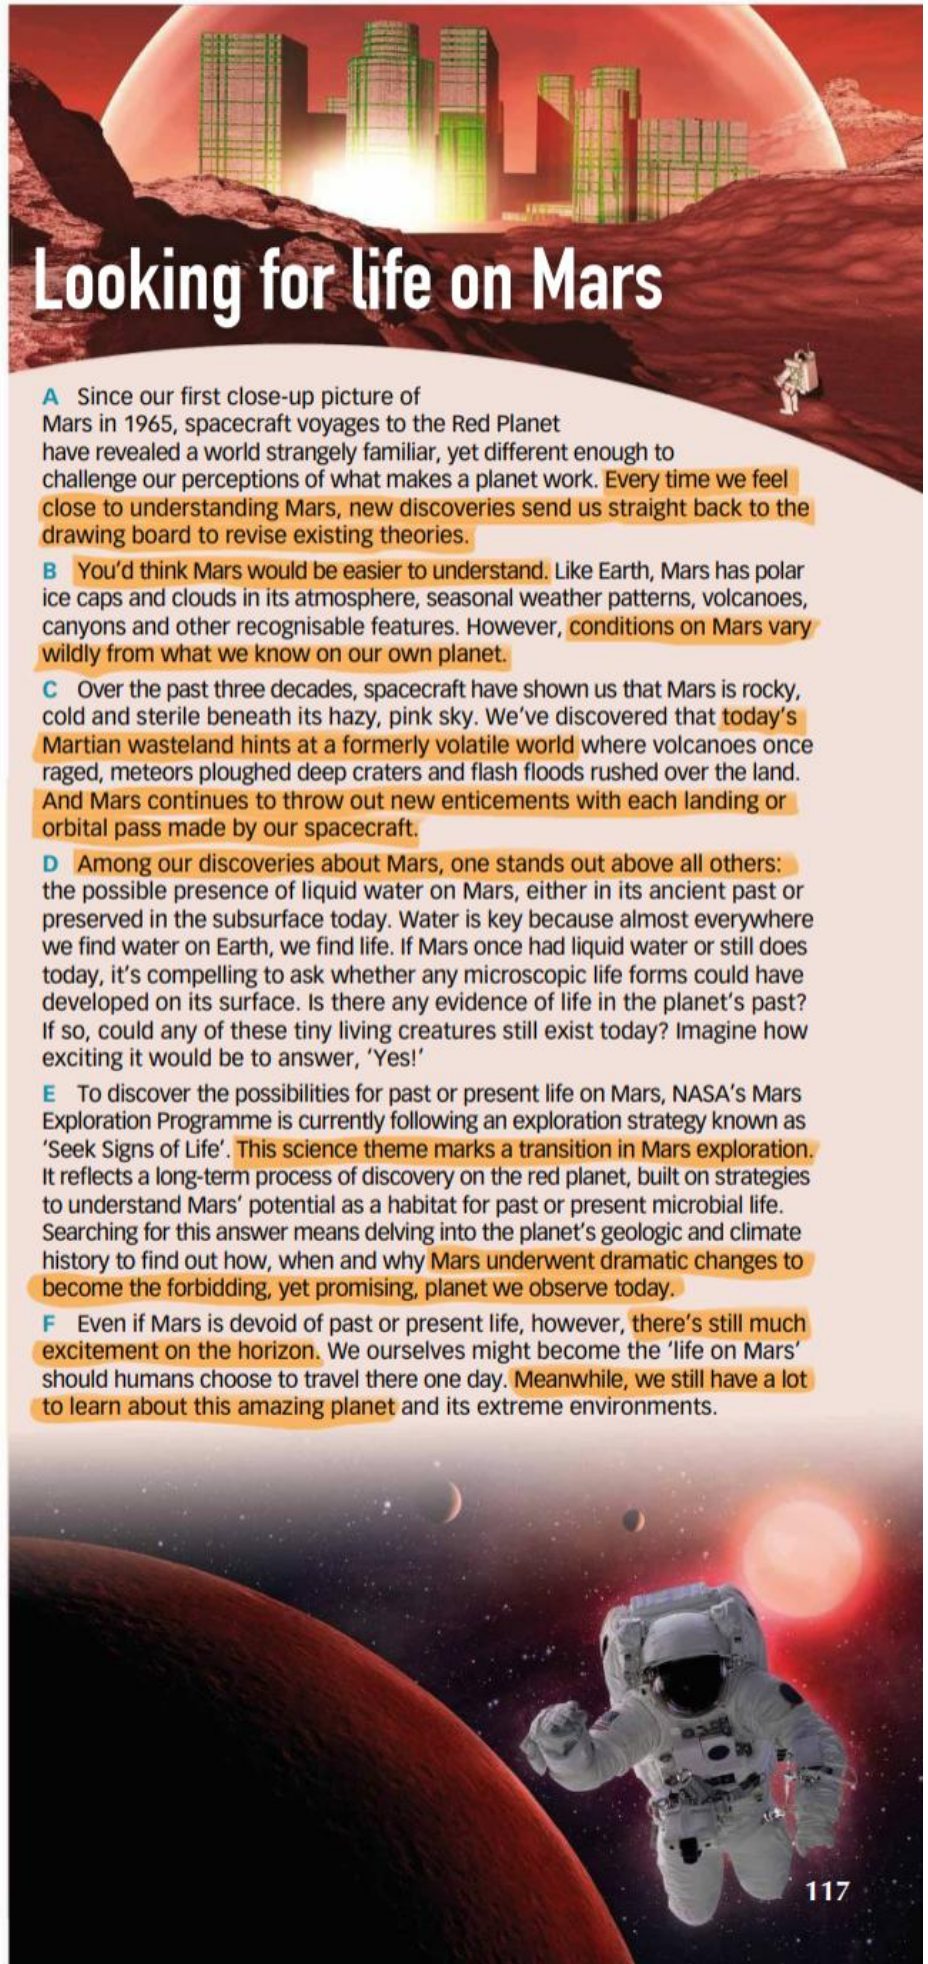 Looking for life on Mars
A Since our first close-up picture of
Mars in 1965, spacecraft voyages to the Red Planet
have revealed a world strangely familiar, yet different enough to
challenge our perceptions of what makes a planet work. Every time we feel
close to understanding Mars, new discoveries send us straight back to the
drawing board to revise existing theories.
B You'd think Mars would be easier to understand. Like Earth, Mars has polar
ice caps and clouds in its atmosphere, seasonal weather patterns, volcanoes,
canyons and other recognisable features. However, conditions on Mars vary
wildly from what we know on our own planet.
C Over the past three decades, spacecraft have shown us that Mars is rocky,
cold and sterile beneath its hazy, pink sky. We've discovered that today's
Martian wasteland hints at a formerly volatile world where volcanoes once
raged, meteors ploughed deep craters and flash floods rushed over the land.
And Mars continues to throw out new enticements with each landing or
orbital pass made by our spacecraft.
D Among our discoveries about Mars, one stands out above all others:
the possible presence of liquid water on Mars, either in its ancient past or
preserved in the subsurface today. Water is key because almost everywhere
we find water on Earth, we find life. If Mars once had liquid water or still does
today, it's compelling to ask whether any microscopic life forms could have
developed on its surface. Is there any evidence of life in the planet's past?
If so, could any of these tiny living creatures still exist today? Imagine how
exciting it would be to answer, 'Yes!'
E To discover the possibilities for past or present life on Mars, NASA's Mars
Exploration Programme is currently following an exploration strategy known as
'Seek Signs of Life'. This science theme marks a transition in Mars exploration.
It reflects a long-term process of discovery on the red planet, built on strategies
to understand Mars' potential as a habitat for past or present microbial life.
Searching for this answer means delving into the planet's geologic and climate
history to find out how, when and why Mars underwent dramatic changes to
become the forbidding, yet promising, planet we observe today.
F Even if Mars is devoid of past or present life, however, there's still much
excitement on the horizon. We ourselves might become the 'life on Mars'
should humans choose to travel there one day. Meanwhile, we still have a lot
to learn about this amazing planet and its extreme environments.
117